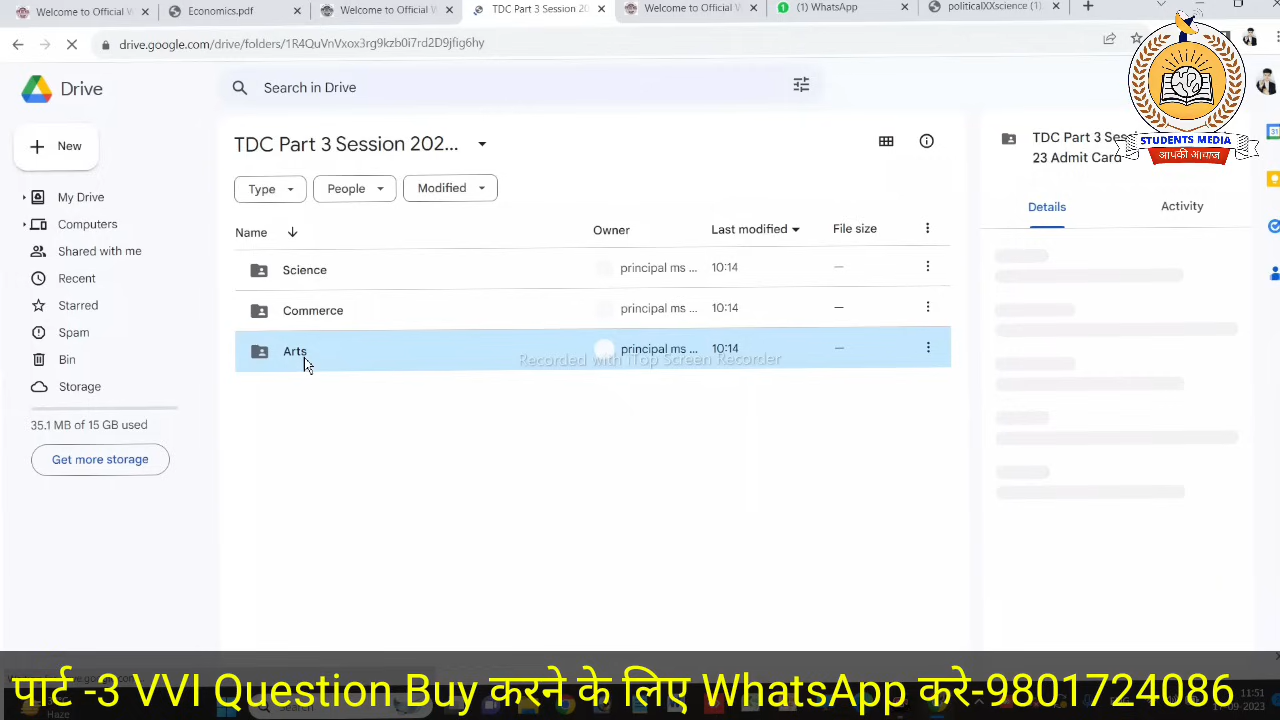 Welcome to Official W
Economics.pdf
Welcome to Official W
TDC Part 3 Session 20
Welcome to Official W
(1) WhatsApp
politicalXXscience (1).
drive.google.com/drive/folders/1R4QuVnVxox3rg9kzb0i7rd2D9jfig6hy
Drive
Search in Drive
New
My Drive
Computers
Shared with me
Recent
Starred
Spam
Bin
Storage
35.1 MB of 15 GB used
Get more storage
TDC Part 3 Session 202...
Type
People
Modified
Name
Owner
Last modified
File size
Science
principal ms ...
10:14
—
Commerce
principal ms ...
10:14
—
Arts
principal ms ...
10:14
—
Recorded with iTop Screen Recorder
TDC Part 3 Ses
23 Admit Card
Details
Activity
STUDENTS MEDIA
आपकी आवाज
पार्ट -3 VVI Question Buy करने के लिए WhatsApp करे-9801724086
Haze
Search
11:51